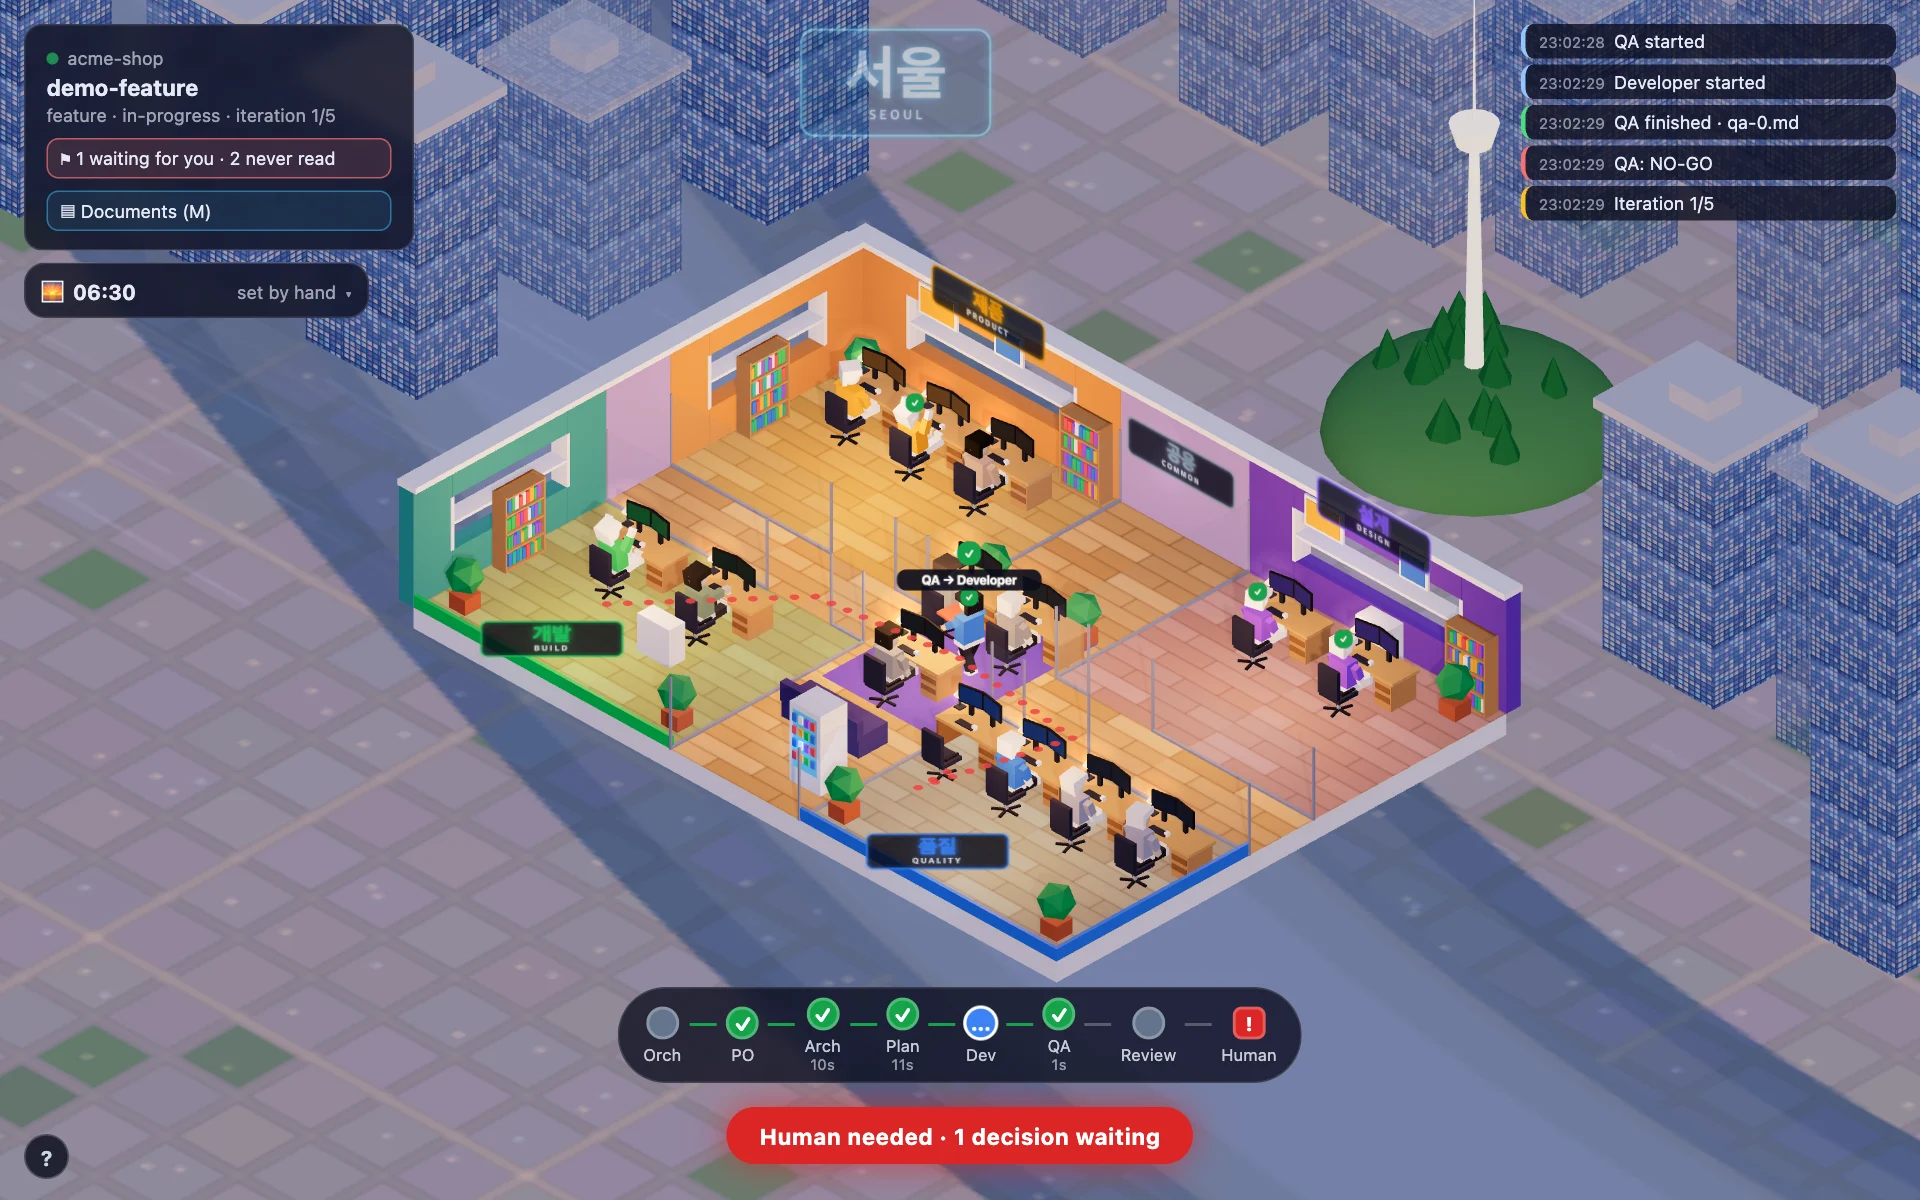 acme-shop
demo-feature
feature · in-progress · iteration 1/5
1 waiting for you · 2 never read
Documents (M)
06:30
set by hand
서울
SEOUL
23:02:28 QA started
23:02:29 Developer started
23:02:29 QA finished · qa-0.md
23:02:29 QA: NO-GO
23:02:29 Iteration 1/5
제품
PRODUCT
공용
COMMON
설계
DESIGN
QA → Developer
개발
BUILD
품질
QUALITY
Orch
PO
Arch
10s
Plan
11s
Dev
QA
1s
Review
Human
Human needed · 1 decision waiting
?